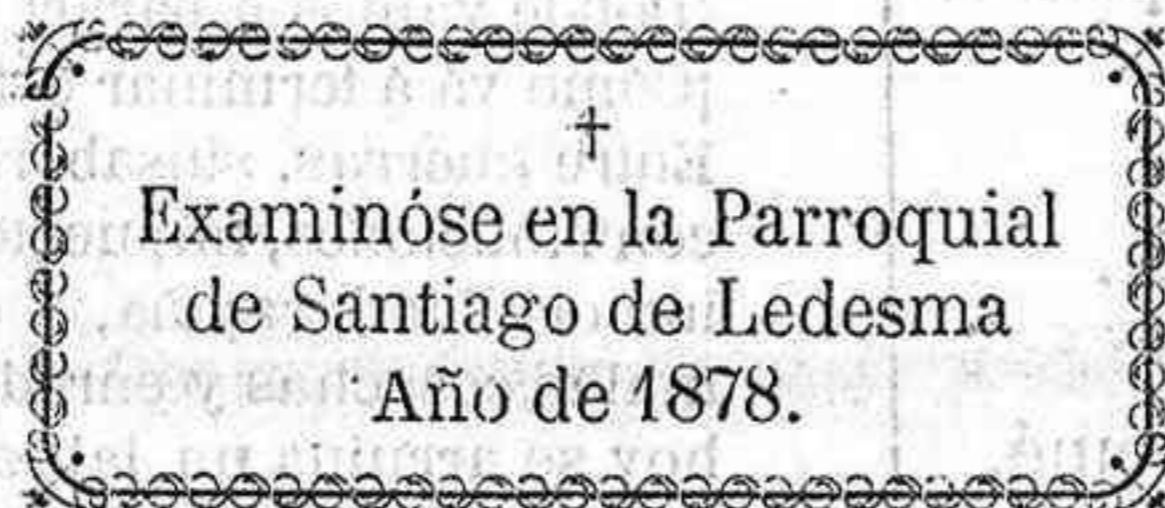 †
Examinóse en la Parroquial
de Santiago de Ledesma
Año de 1878.